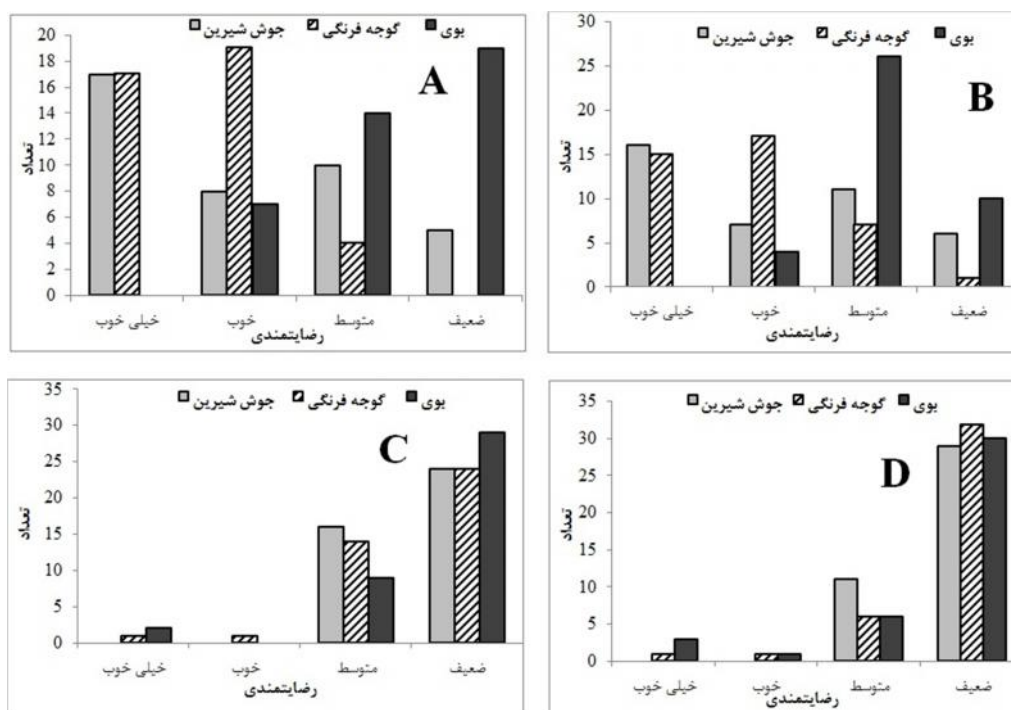 جوش شیرین گوجه فرنگی بوی
A
تعداد
20
18
16
14
12
10
8
6
4
2
0
خیلی خوب خوب متوسط ضعیف
رضایتمندی
جوش شیرین گوجه فرنگی بوی
B
تعداد
30
25
20
15
10
5
0
خیلی خوب خوب متوسط ضعیف
رضایتمندی
جوش شیرین گوجه فرنگی بوی
C
تعداد
35
30
25
20
15
10
5
0
خیلی خوب خوب متوسط ضعیف
رضایتمندی
جوش شیرین گوجه فرنگی بوی
D
تعداد
35
30
25
20
15
10
5
0
خیلی خوب خوب متوسط ضعیف
رضایتمندی